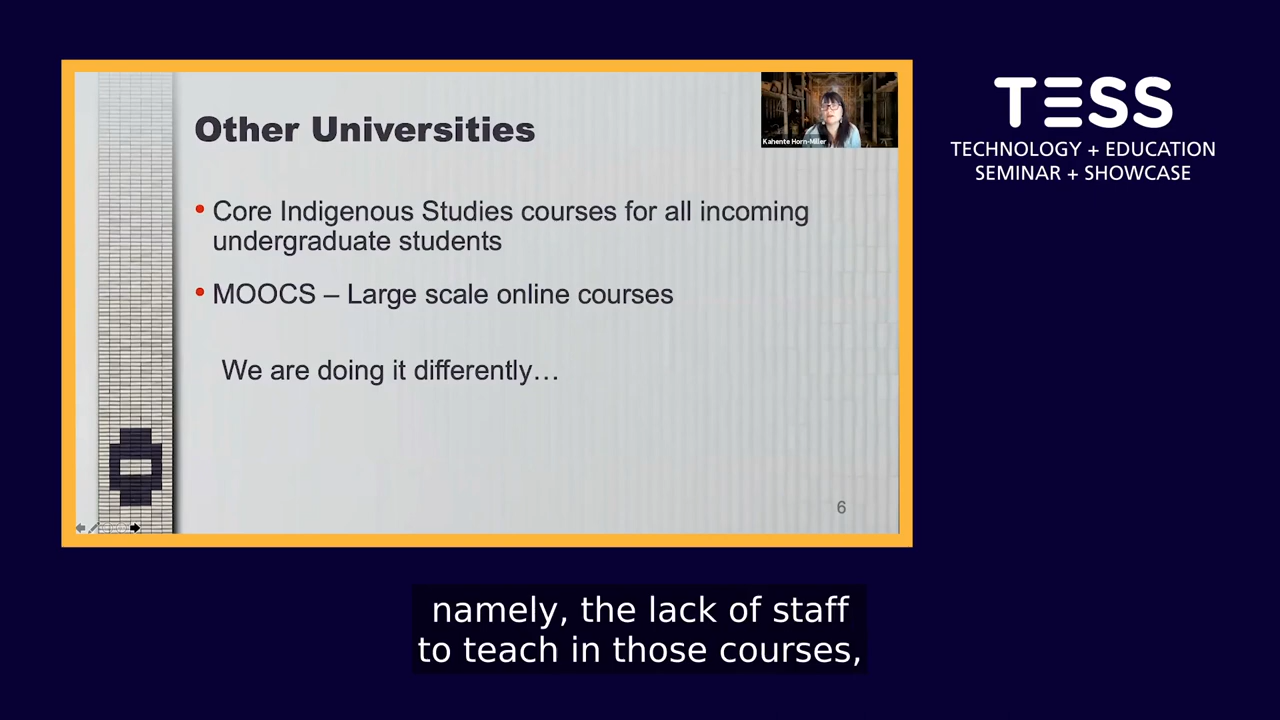 Other Universities
Kahente Horn-Miller
• Core Indigenous Studies courses for all incoming
undergraduate students
• MOOCS – Large scale online courses
We are doing it differently…
6
TESS
TECHNOLOGY + EDUCATION
SEMINAR + SHOWCASE
namely, the lack of staff
to teach in those courses,